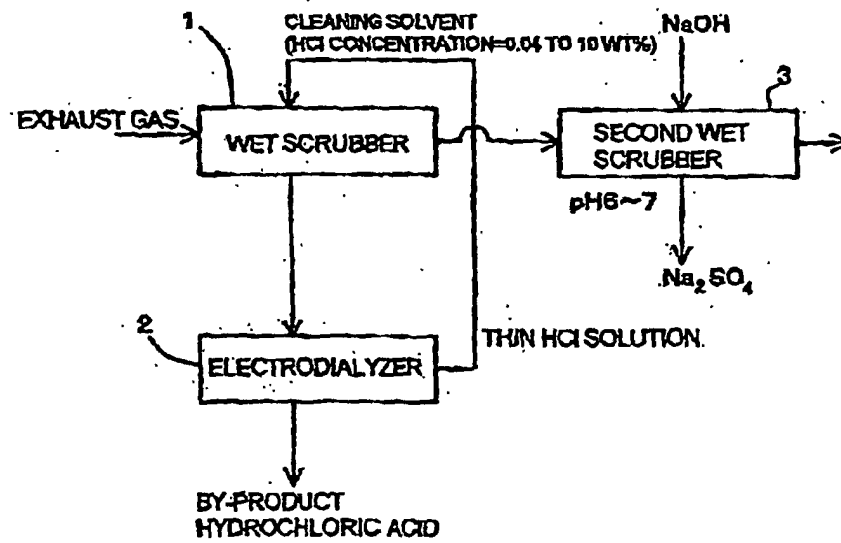 1
CLEANING SOLVENT
(HCl CONCENTRATION=0.04 TO 10 WT%)
NaOH
3
EXHAUST GAS
WET SCRUBBER
SECOND WET
SCRUBBER
pH6~7
Na₂SO₄
2
THIN HCl SOLUTION
ELECTRODIALYZER
BY-PRODUCT
HYDROCHLORIC ACID